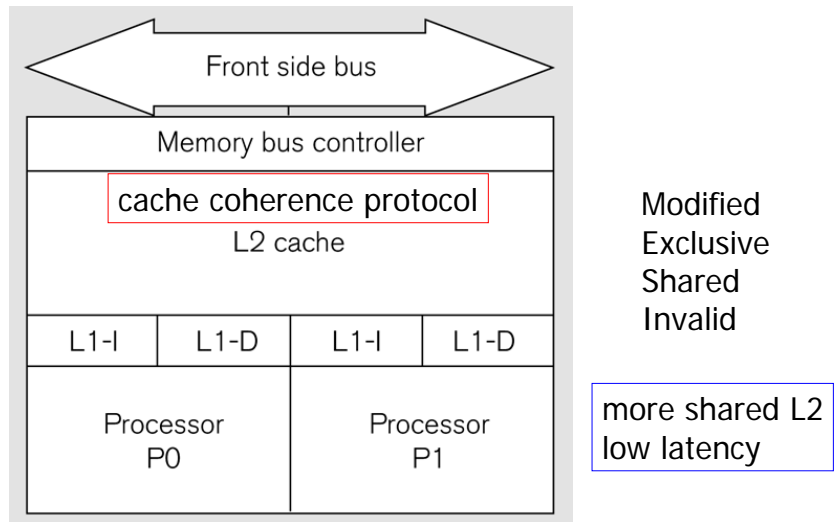 Front side bus
Memory bus controller
cache coherence protocol
L2 cache
L1-I L1-D L1-I L1-D
Processor
P0
Processor
P1
Modified
Exclusive
Shared
Invalid
more shared L2
low latency